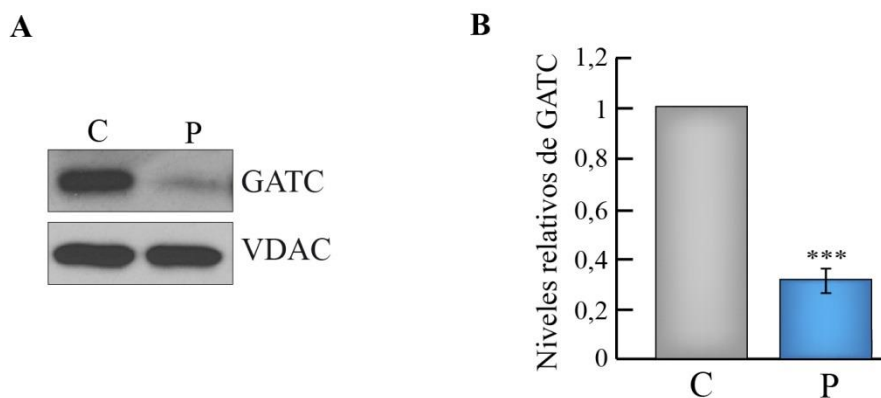 A
C P
GATC
VDAC
B
Niveles relativos de GATC
1,2
1
0,8
0,6
0,4
0,2
0
***
C P